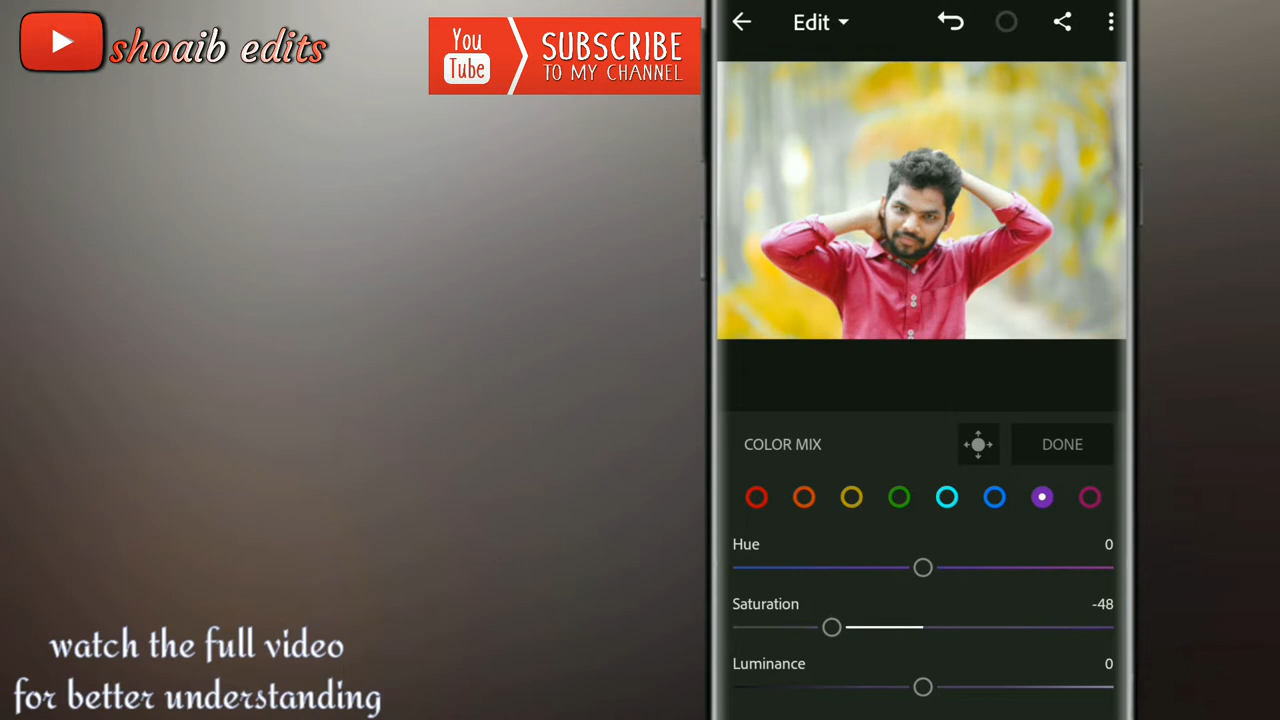 shoaib edits
You
Tube
SUBSCRIBE
TO MY CHANNEL
Edit
COLOR MIX
DONE
Hue 0
Saturation -48
Luminance 0
watch the full video
for better understanding